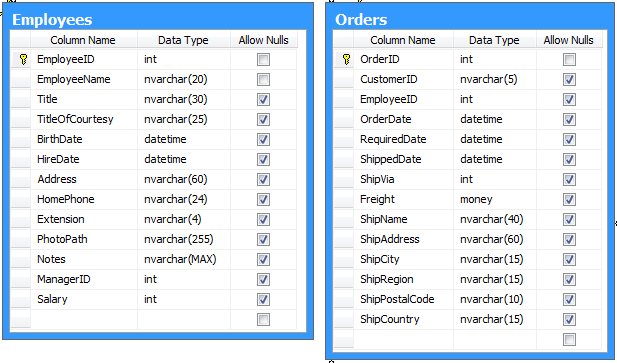 Employees
Column Name Data Type Allow Nulls
EmployeeID int
EmployeeName nvarchar(20)
Title nvarchar(30)
TitleOfCourtesy nvarchar(25)
BirthDate datetime
HireDate datetime
Address nvarchar(60)
HomePhone nvarchar(24)
Extension nvarchar(4)
PhotoPath nvarchar(255)
Notes nvarchar(MAX)
ManagerID int
Salary int
Orders
Column Name Data Type Allow Nulls
OrderID int
CustomerID nvarchar(5)
EmployeeID int
OrderDate datetime
RequiredDate datetime
ShippedDate datetime
ShipVia int
Freight money
ShipName nvarchar(40)
ShipAddress nvarchar(60)
ShipCity nvarchar(15)
ShipRegion nvarchar(15)
ShipPostalCode nvarchar(10)
ShipCountry nvarchar(15)